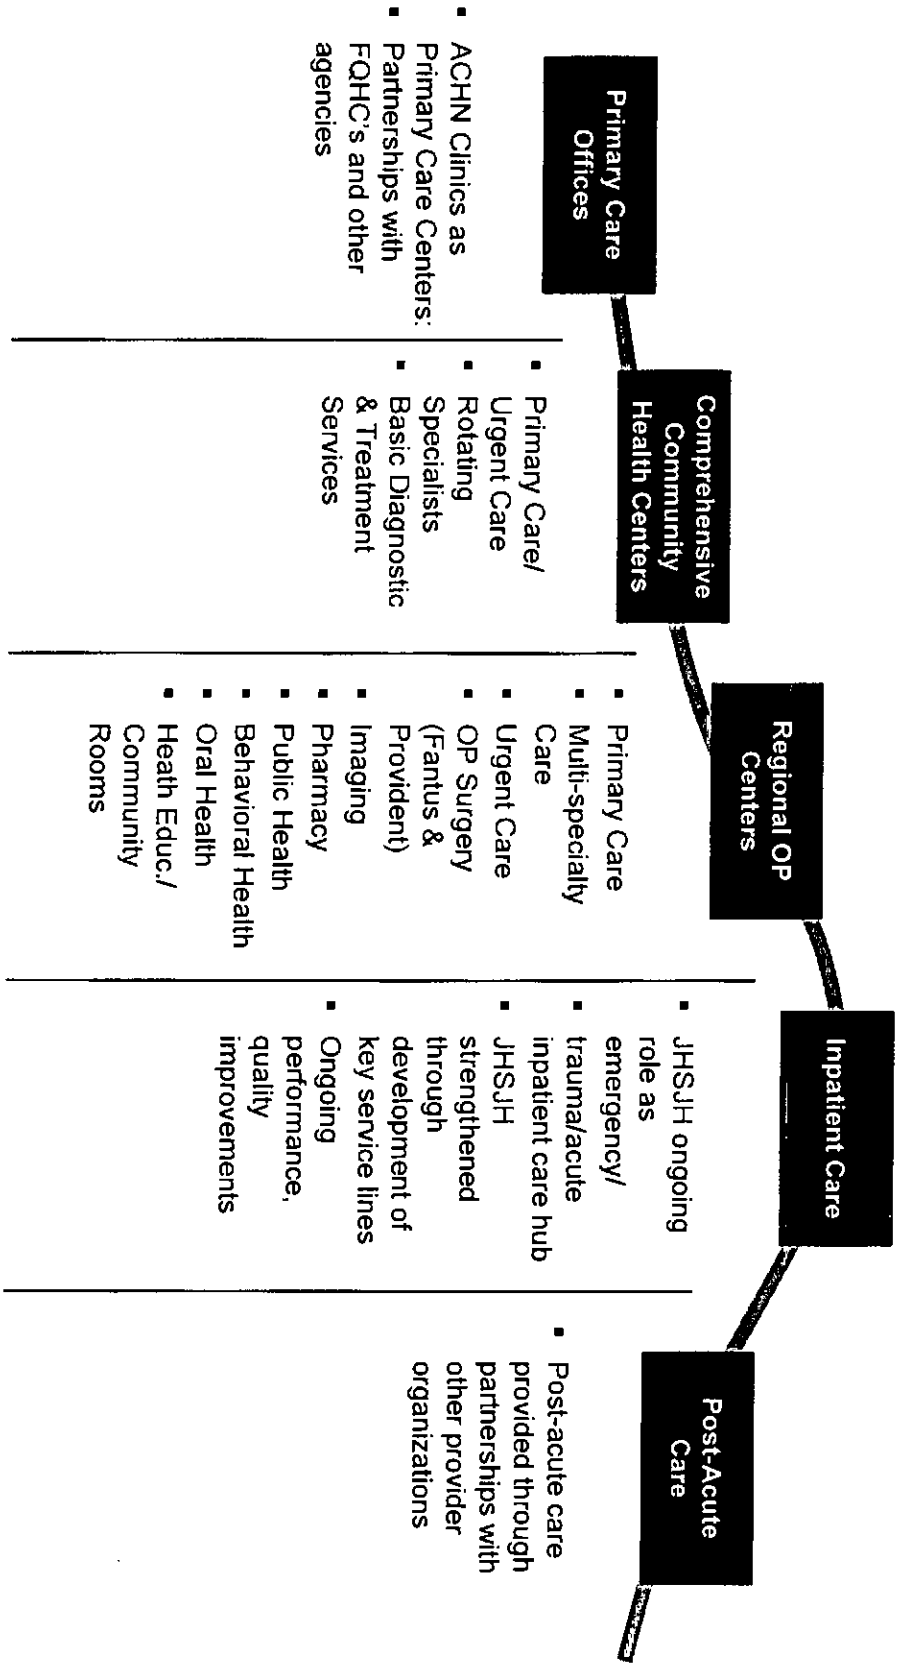 Primary Care
Offices
▪ ACHN Clinics as
Primary Care Centers:
▪ Partnerships with
FQHC's and other
agencies
Comprehensive
Community
Health Centers
▪ Primary Care/
Urgent Care
▪ Rotating
Specialists
▪ Basic Diagnostic
& Treatment
Services
Regional OP
Centers
▪ Primary Care
▪ Multi-specialty
Care
▪ Urgent Care
▪ OP Surgery
(Fantus &
Provident)
▪ Imaging
▪ Pharmacy
▪ Public Health
▪ Behavioral Health
▪ Oral Health
▪ Heath Educ./
Community
Rooms
Inpatient Care
▪ JHSJH ongoing
role as
emergency/
▪ trauma/acute
inpatient care hub
▪ JHSJH
strengthened
through
development of
key service lines
▪ Ongoing
performance,
quality
improvements
Post-Acute
Care
▪ Post-acute care
provided through
partnerships with
other provider
organizations